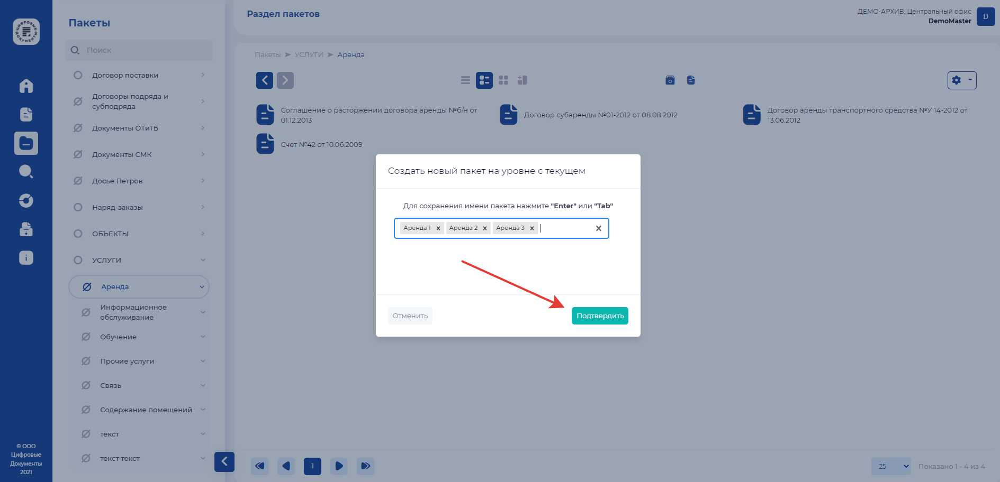 ЦИФРОВЫЕ ДОКУМЕНТЫ
© ООО
Цифровые
Документы
2021
Пакеты
Поиск
Договор поставки
Договоры подряда и
субподряда
Документы ОТиТБ
Документы СМК
Досье Петров
Наряд-заказы
ОБЪЕКТЫ
УСЛУГИ
Аренда
Информационное
обслуживание
Обучение
Прочие услуги
Связь
Содержание помещений
текст
текст текст
Раздел пакетов
ДЕМО-АРХИВ, Центральный офис
DemoMaster
D
Пакеты ➤ УСЛУГИ ➤ Аренда
Соглашение о расторжении договора аренды №б/н от
01.12.2013
Договор субаренды №01-2012 от 08.08.2012
Договор аренды транспортного средства №У 14-2012 от
13.06.2012
Счет №42 от 10.06.2009
Создать новый пакет на уровне с текущем
Для сохранения имени пакета нажмите "Enter" или "Tab"
Аренда 1 x Аренда 2 x Аренда 3 x
Отменить
Подтвердить
1
25
Показано 1 - 4 из 4